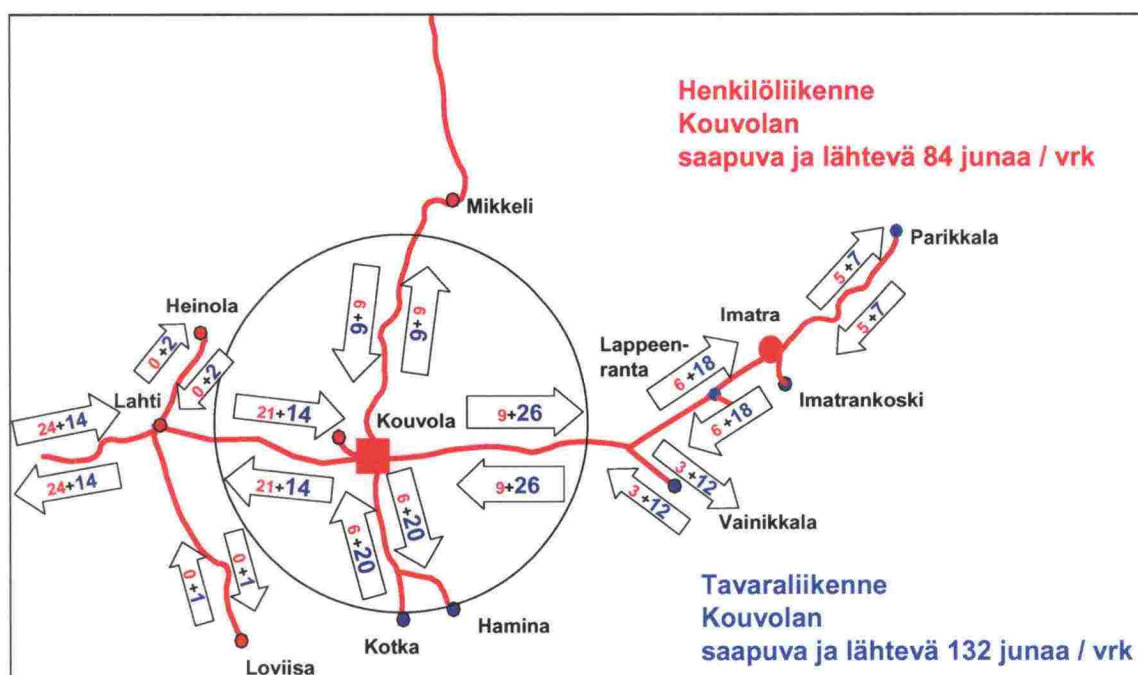 Henkilöliikenne
Kouvolan
saapuva ja lähtevä 84 junaa / vrk
Mikkeli
Parikkala
5+7
5+7
Heinola
6+6
6+6
Imatra
0+2
0+2
Lappeen-
ranta
6+18
6+18
Imatrankoski
Lahti
24+14
24+14
21+14
21+14
Kouvola
9+26
9+26
3+12
3+12
Vainikkala
6+20
6+20
0+1
0+1
Loviisa
Kotka
Hamina
Tavaraliikenne
Kouvolan
saapuva ja lähtevä 132 junaa / vrk